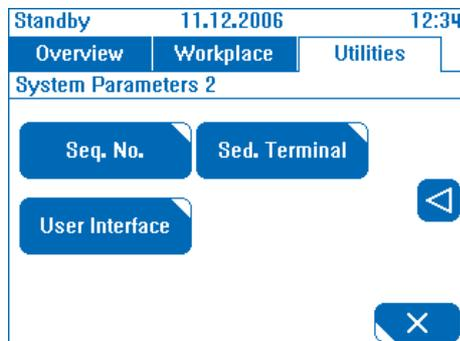 Standby 11.12.2006 12:34
Overview Workplace Utilities
System Parameters 2
Seq. No. Sed. Terminal
User Interface